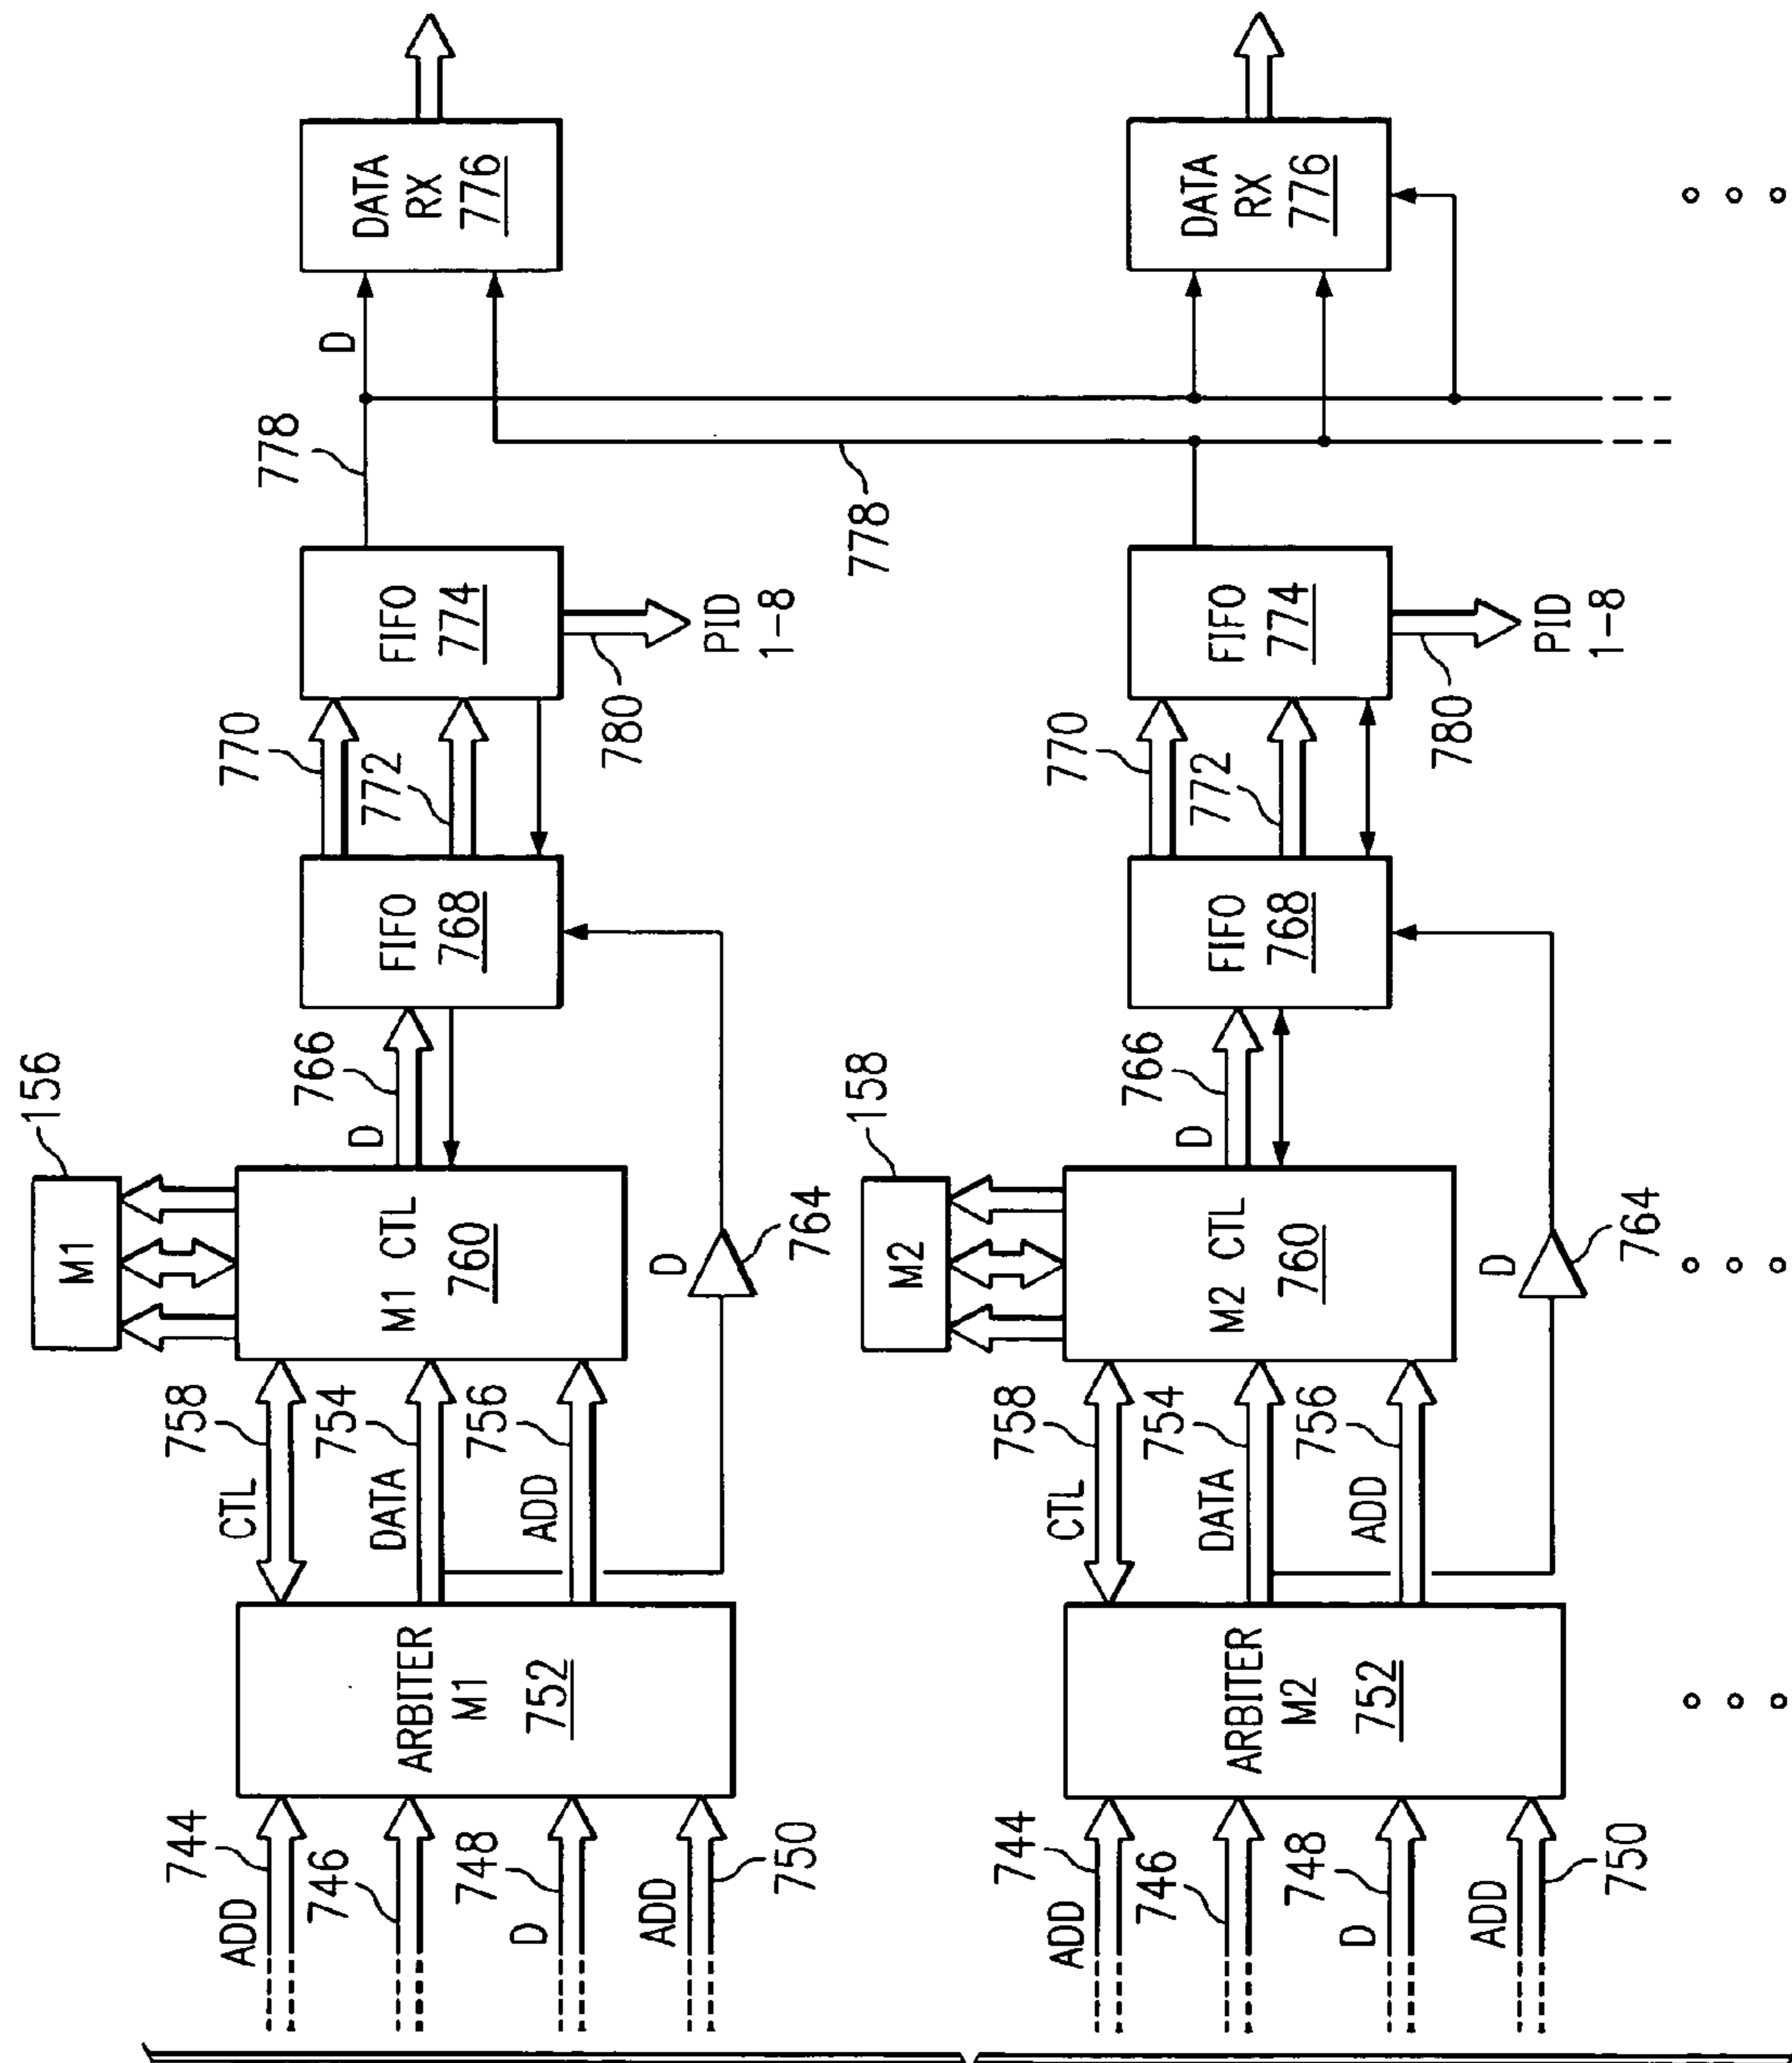 ADD
744
746
D
748
ADD
750
ARBITER
M1
752
CTL
758
DATA
754
ADD
756
M1
156
M1 CTL
760
D
764
D
766
FIFO
768
770
772
FIFO
774
780
PID
1-8
778
D
DATA
RX
776
778
ADD
744
746
D
748
ADD
750
ARBITER
M2
752
CTL
758
DATA
754
ADD
756
M2
158
M2 CTL
760
D
764
D
766
FIFO
768
770
772
FIFO
774
780
PID
1-8
DATA
RX
776